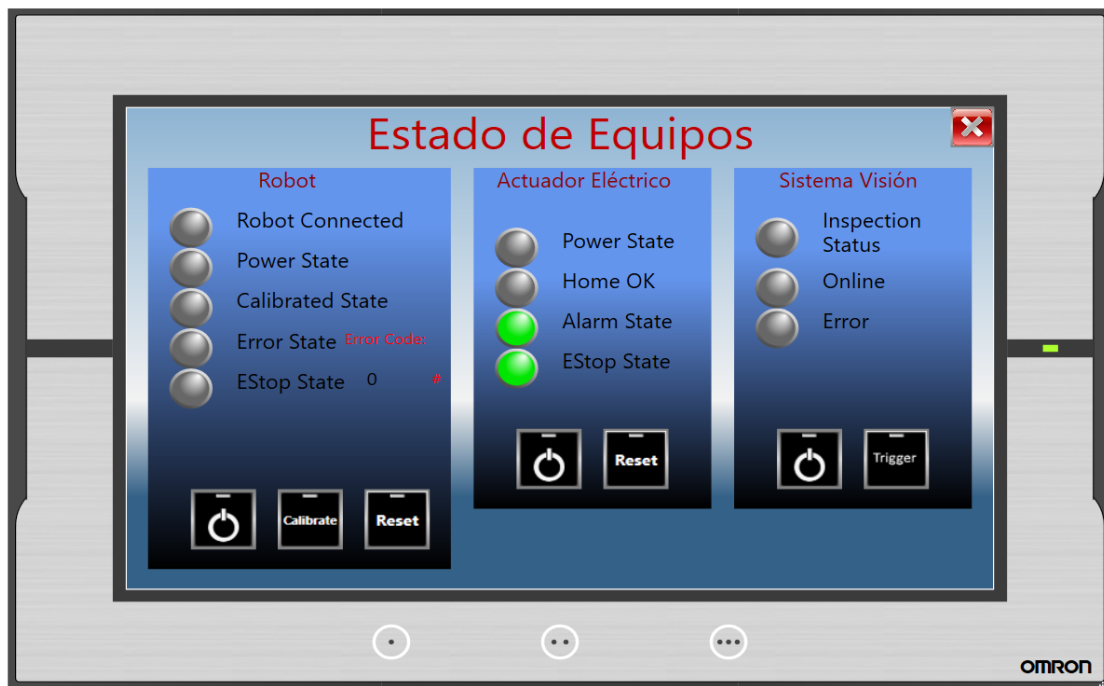 Estado de Equipos
Robot
Robot Connected
Power State
Calibrated State
Error State Error Code:
EStop State 0 #
Calibrate
Reset
Actuador Eléctrico
Power State
Home OK
Alarm State
EStop State
Reset
Sistema Visión
Inspection
Status
Online
Error
Trigger
OMRON